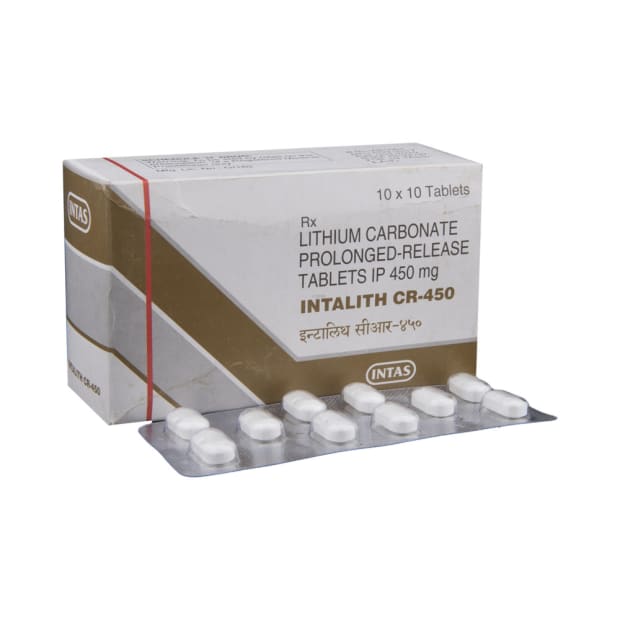 10 x 10 Tablets
Rx
LITHIUM CARBONATE
PROLONGED-RELEASE
TABLETS IP 450 mg
INTALITH CR-450
इन्टालिथ सीआर-४५०
INTAS
INTAS
INTALITH CR-450